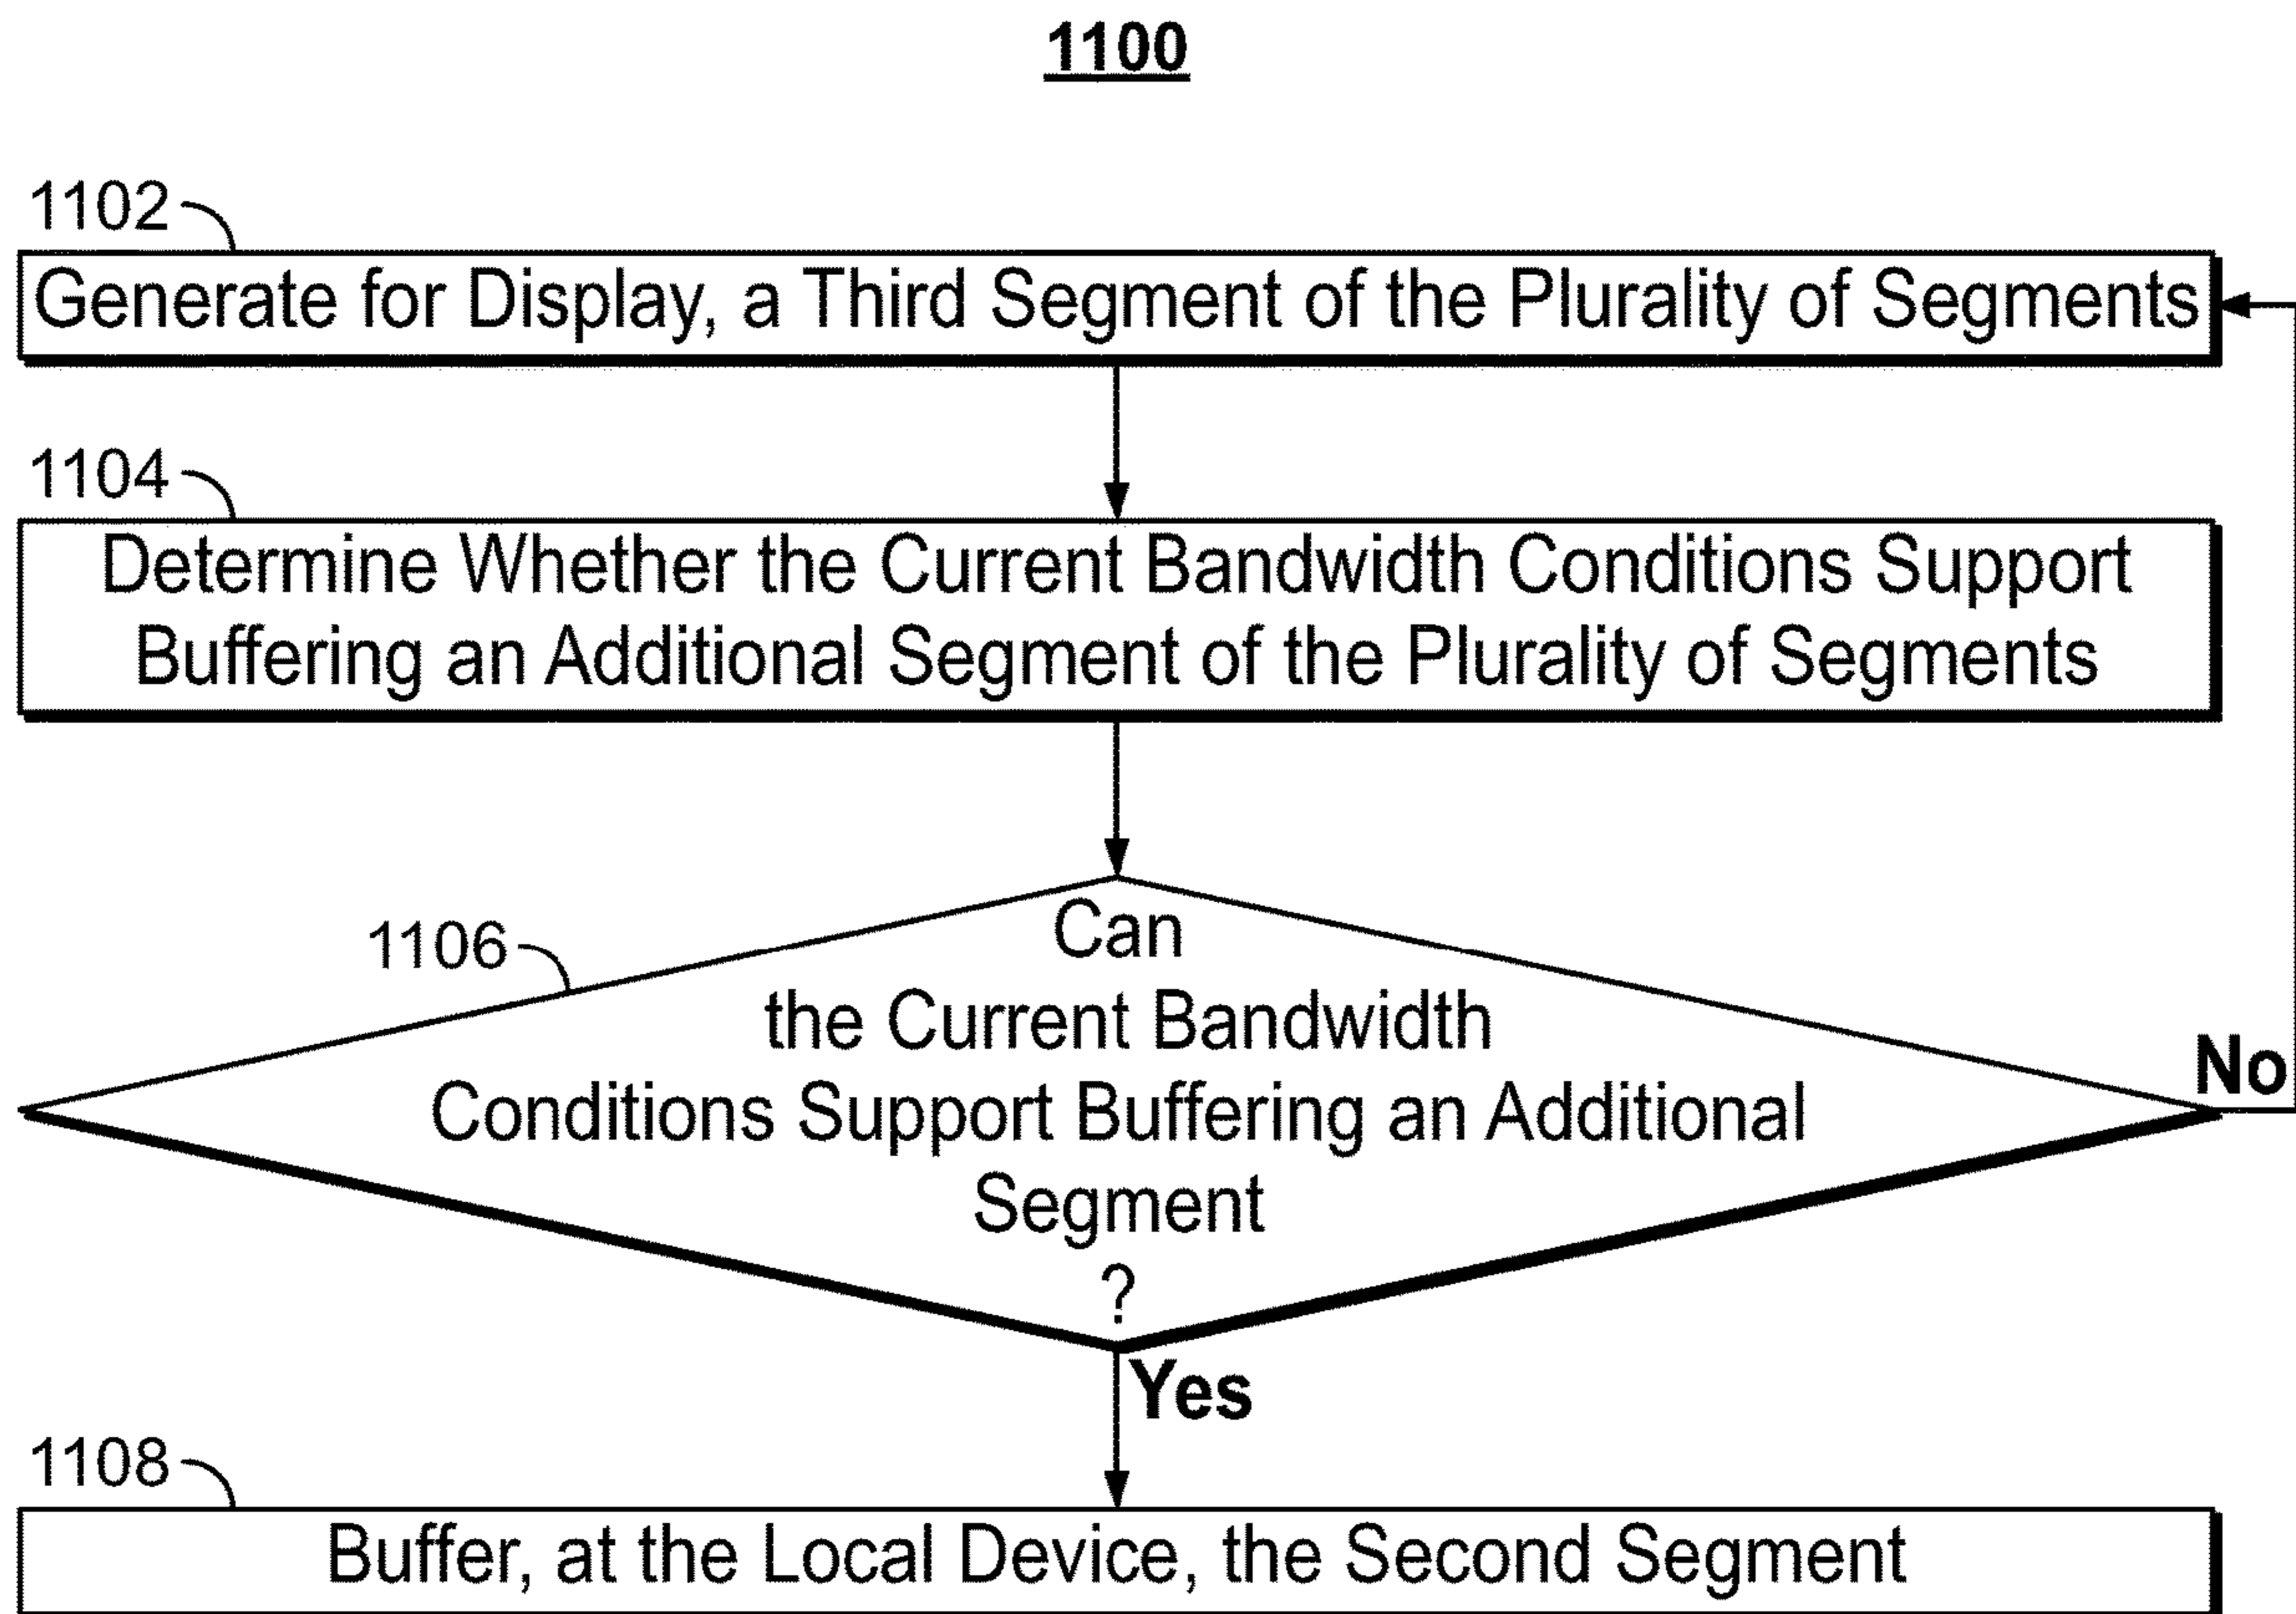 1100
1102
Generate for Display, a Third Segment of the Plurality of Segments
1104
Determine Whether the Current Bandwidth Conditions Support
Buffering an Additional Segment of the Plurality of Segments
1106
Can
the Current Bandwidth
Conditions Support Buffering an Additional
Segment
?
No
Yes
1108
Buffer, at the Local Device, the Second Segment